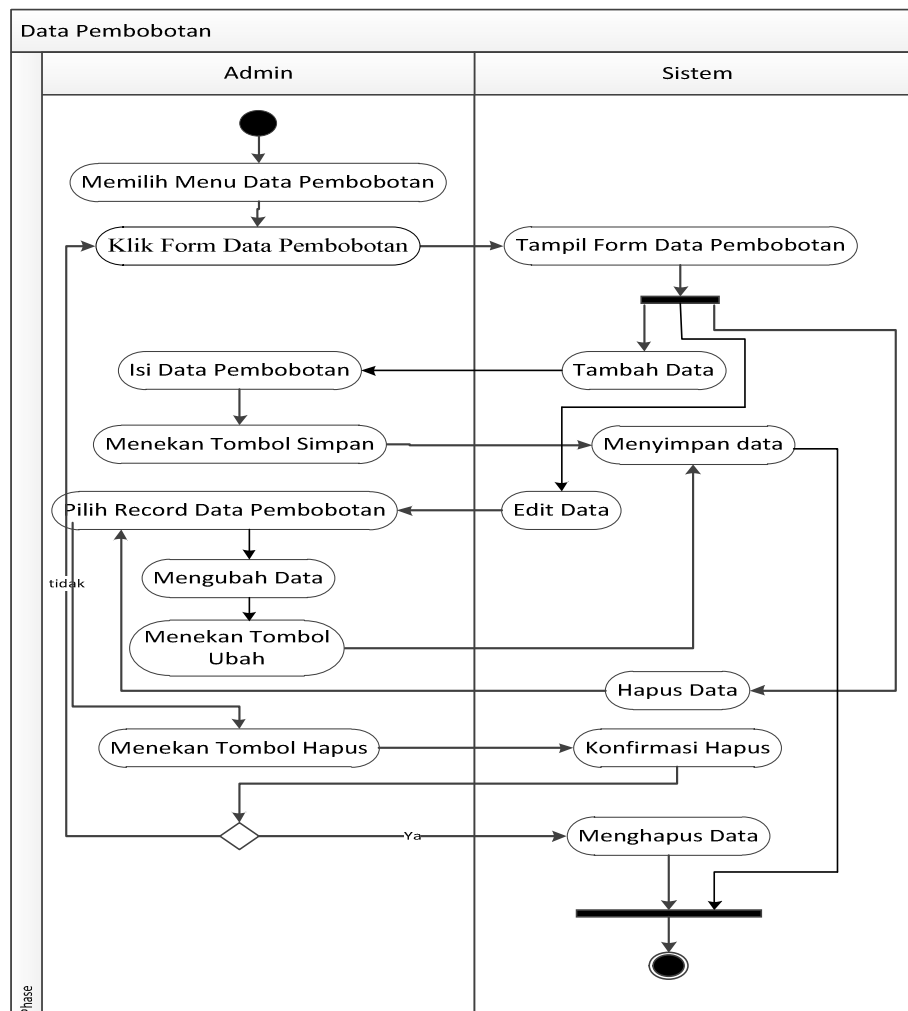 Data Pembobotan
Admin
Sistem
Memilih Menu Data Pembobotan
Klik Form Data Pembobotan
Tampil Form Data Pembobotan
Isi Data Pembobotan
Tambah Data
Menekan Tombol Simpan
Menyimpan data
Pilih Record Data Pembobotan
Edit Data
tidak
Mengubah Data
Menekan Tombol
Ubah
Hapus Data
Menekan Tombol Hapus
Konfirmasi Hapus
Ya
Menghapus Data
Phase